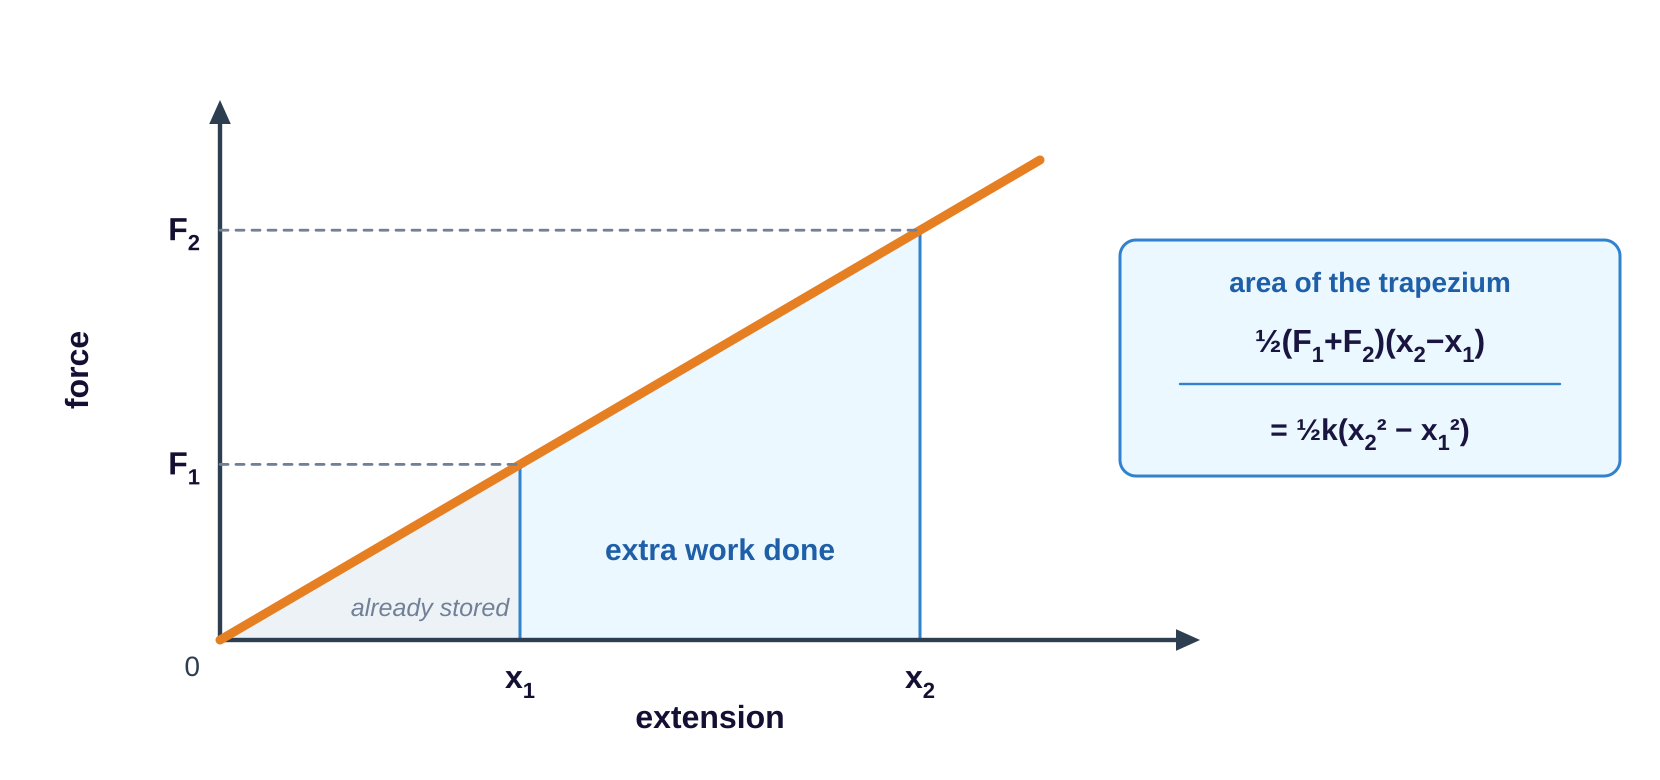 F₂
force
F₁
already stored
extra work done
0
x₁
x₂
extension
area of the trapezium
½(F₁+F₂)(x₂−x₁)
= ½k(x₂² − x₁²)